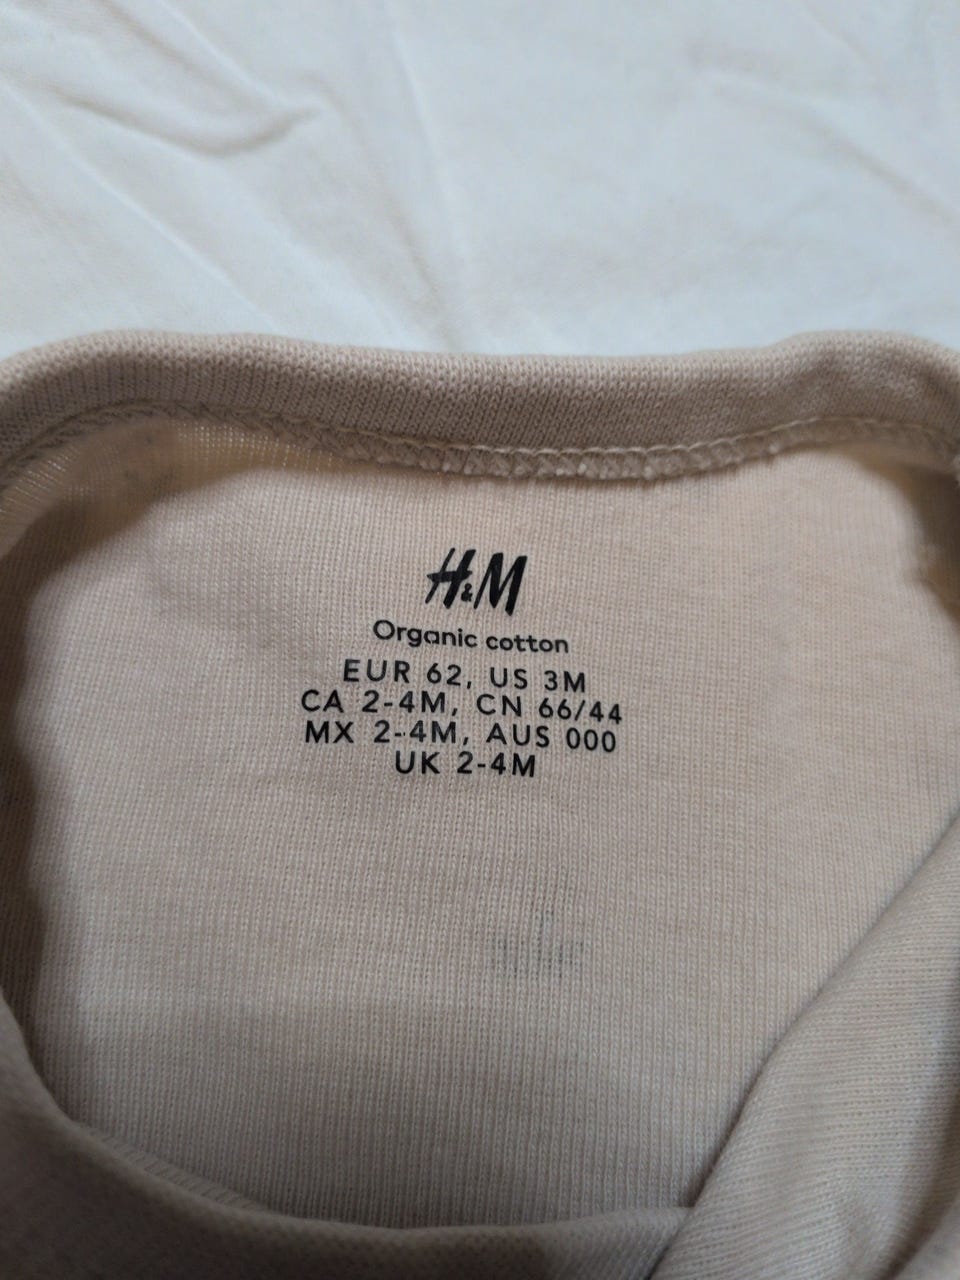 H&M
Organic cotton
EUR 62, US 3M
CA 2-4M, CN 66/44
MX 2-4M, AUS 000
UK 2-4M